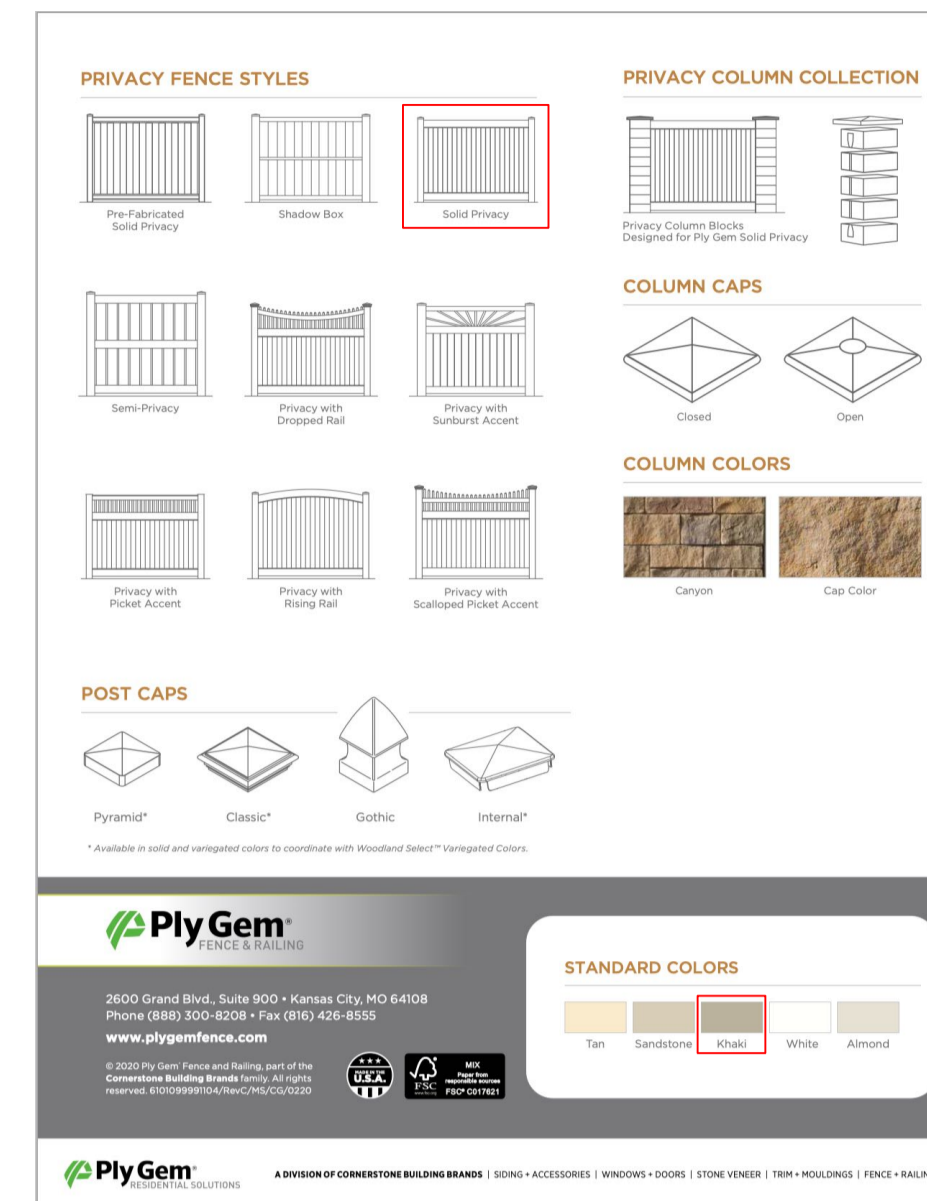 PRIVACY FENCE STYLES
Pre-Fabricated
Solid Privacy
Shadow Box
Solid Privacy
Semi-Privacy
Privacy with
Dropped Rail
Privacy with
Sunburst Accent
Privacy with
Picket Accent
Privacy with
Rising Rail
Privacy with
Scalloped Picket Accent
PRIVACY COLUMN COLLECTION
Privacy Column Blocks
Designed for Ply Gem Solid Privacy
COLUMN CAPS
Closed
Open
COLUMN COLORS
Canyon
Cap Color
POST CAPS
Pyramid*
Classic*
Gothic
Internal*
* Available in solid and variegated colors to coordinate with Woodland Select™ Variegated Colors.
Ply Gem®
FENCE & RAILING
2600 Grand Blvd., Suite 900 • Kansas City, MO 64108
Phone (888) 300-8208 • Fax (816) 426-8555
www.plygemfence.com
© 2020 Ply Gem® Fence and Railing, part of the
Cornerstone Building Brands family. All rights
reserved. 6101099991104/RevC/MS/CG/0220
MADE IN THE
U.S.A.
FSC
www.fsc.org
MIX
Paper from
responsible sources
FSC® C017621
STANDARD COLORS
Tan
Sandstone
Khaki
White
Almond
Ply Gem®
RESIDENTIAL SOLUTIONS
A DIVISION OF CORNERSTONE BUILDING BRANDS | SIDING + ACCESSORIES | WINDOWS + DOORS | STONE VENEER | TRIM + MOULDINGS | FENCE + RAILIN